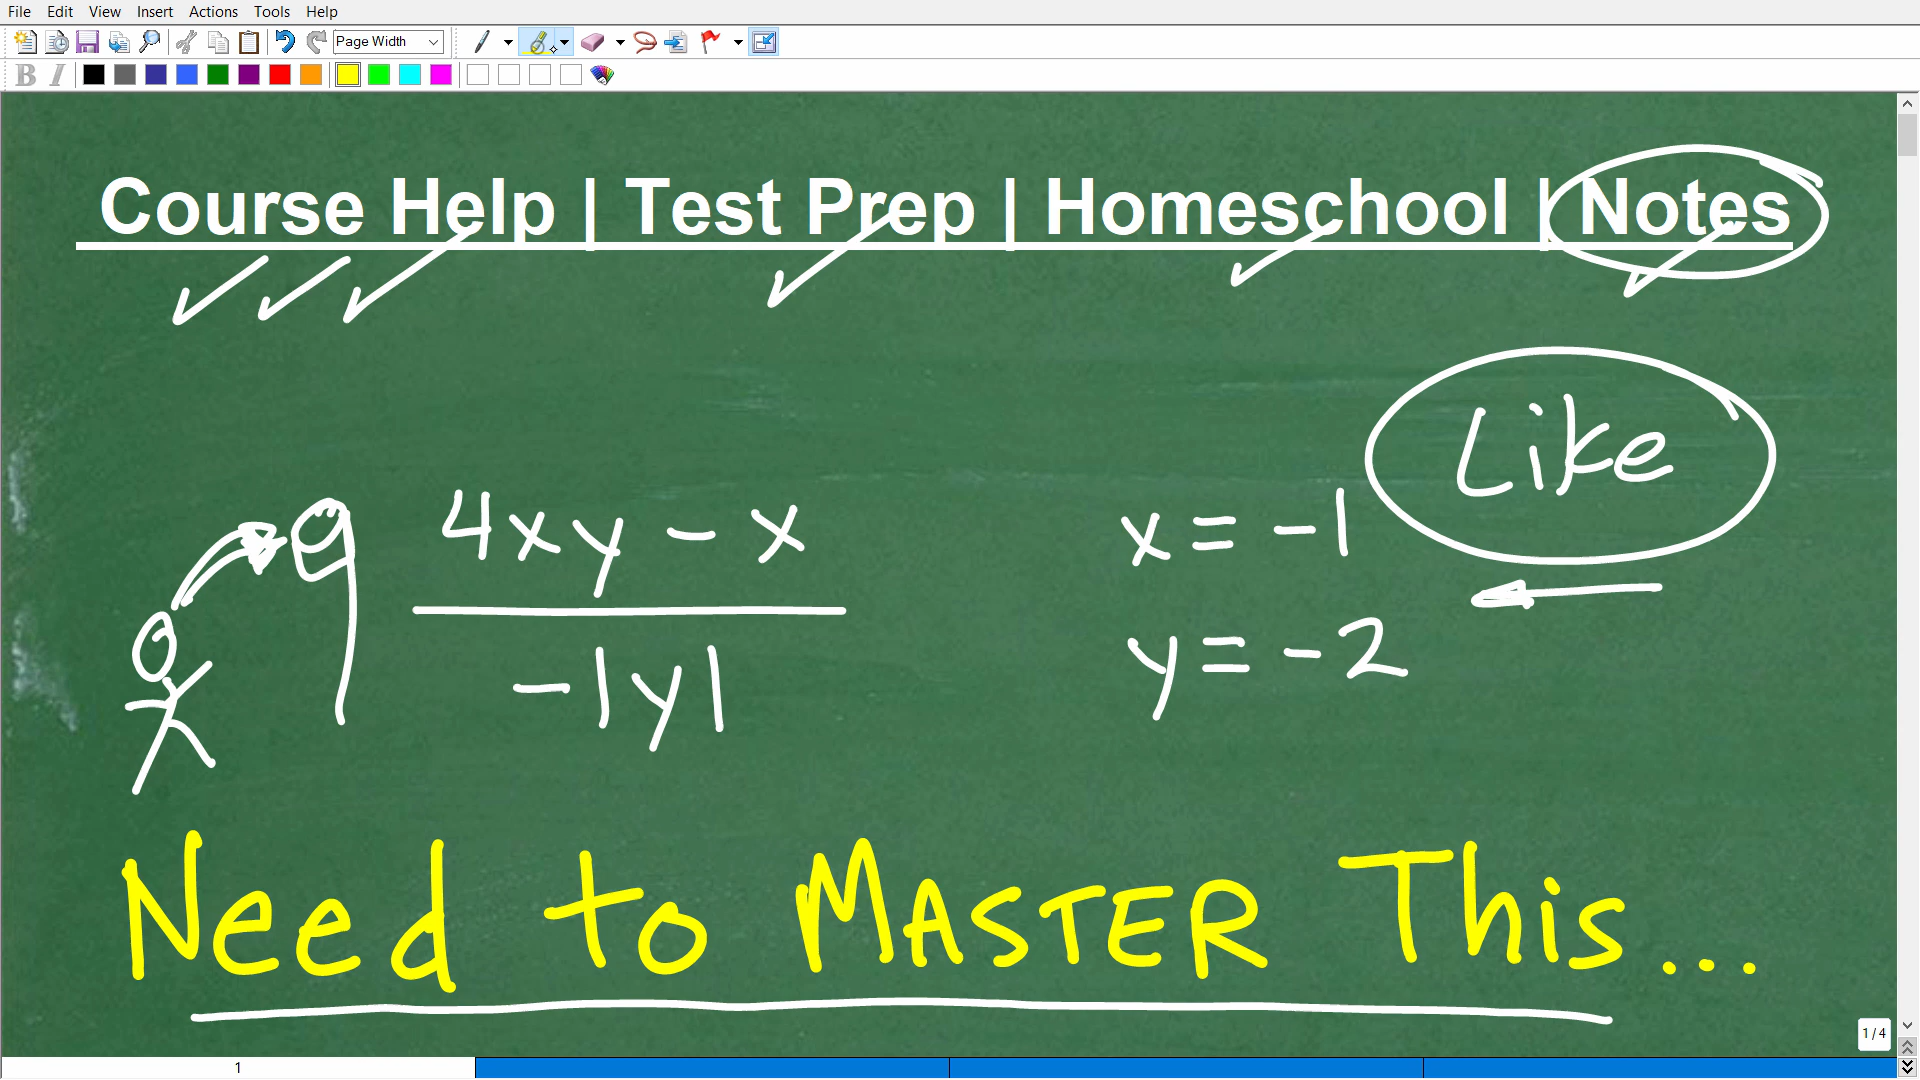 File Edit View Insert Actions Tools Help
Page Width
B I
Course Help | Test Prep | Homeschool | Notes
Like
4xy - x
x = -1
-|y|
y = -2
Need to MASTER This...
1 / 4
1